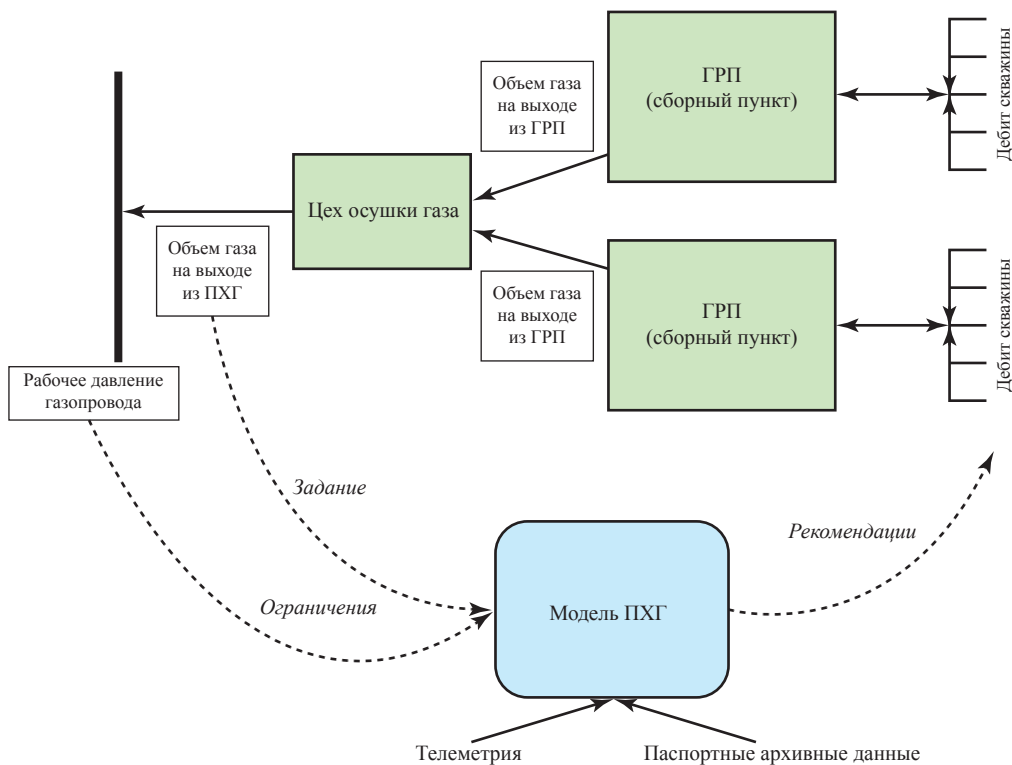 Объем газа
на выходе
из ГРП
ГРП
(сборный пункт)
Дебит скважины
Цех осушки газа
Объем газа
на выходе
из ПХГ
Объем газа
на выходе
из ГРП
ГРП
(сборный пункт)
Дебит скважины
Рабочее давление
газопровода
Задание
Рекомендации
Ограничения
Модель ПХГ
Телеметрия
Паспортные архивные данные